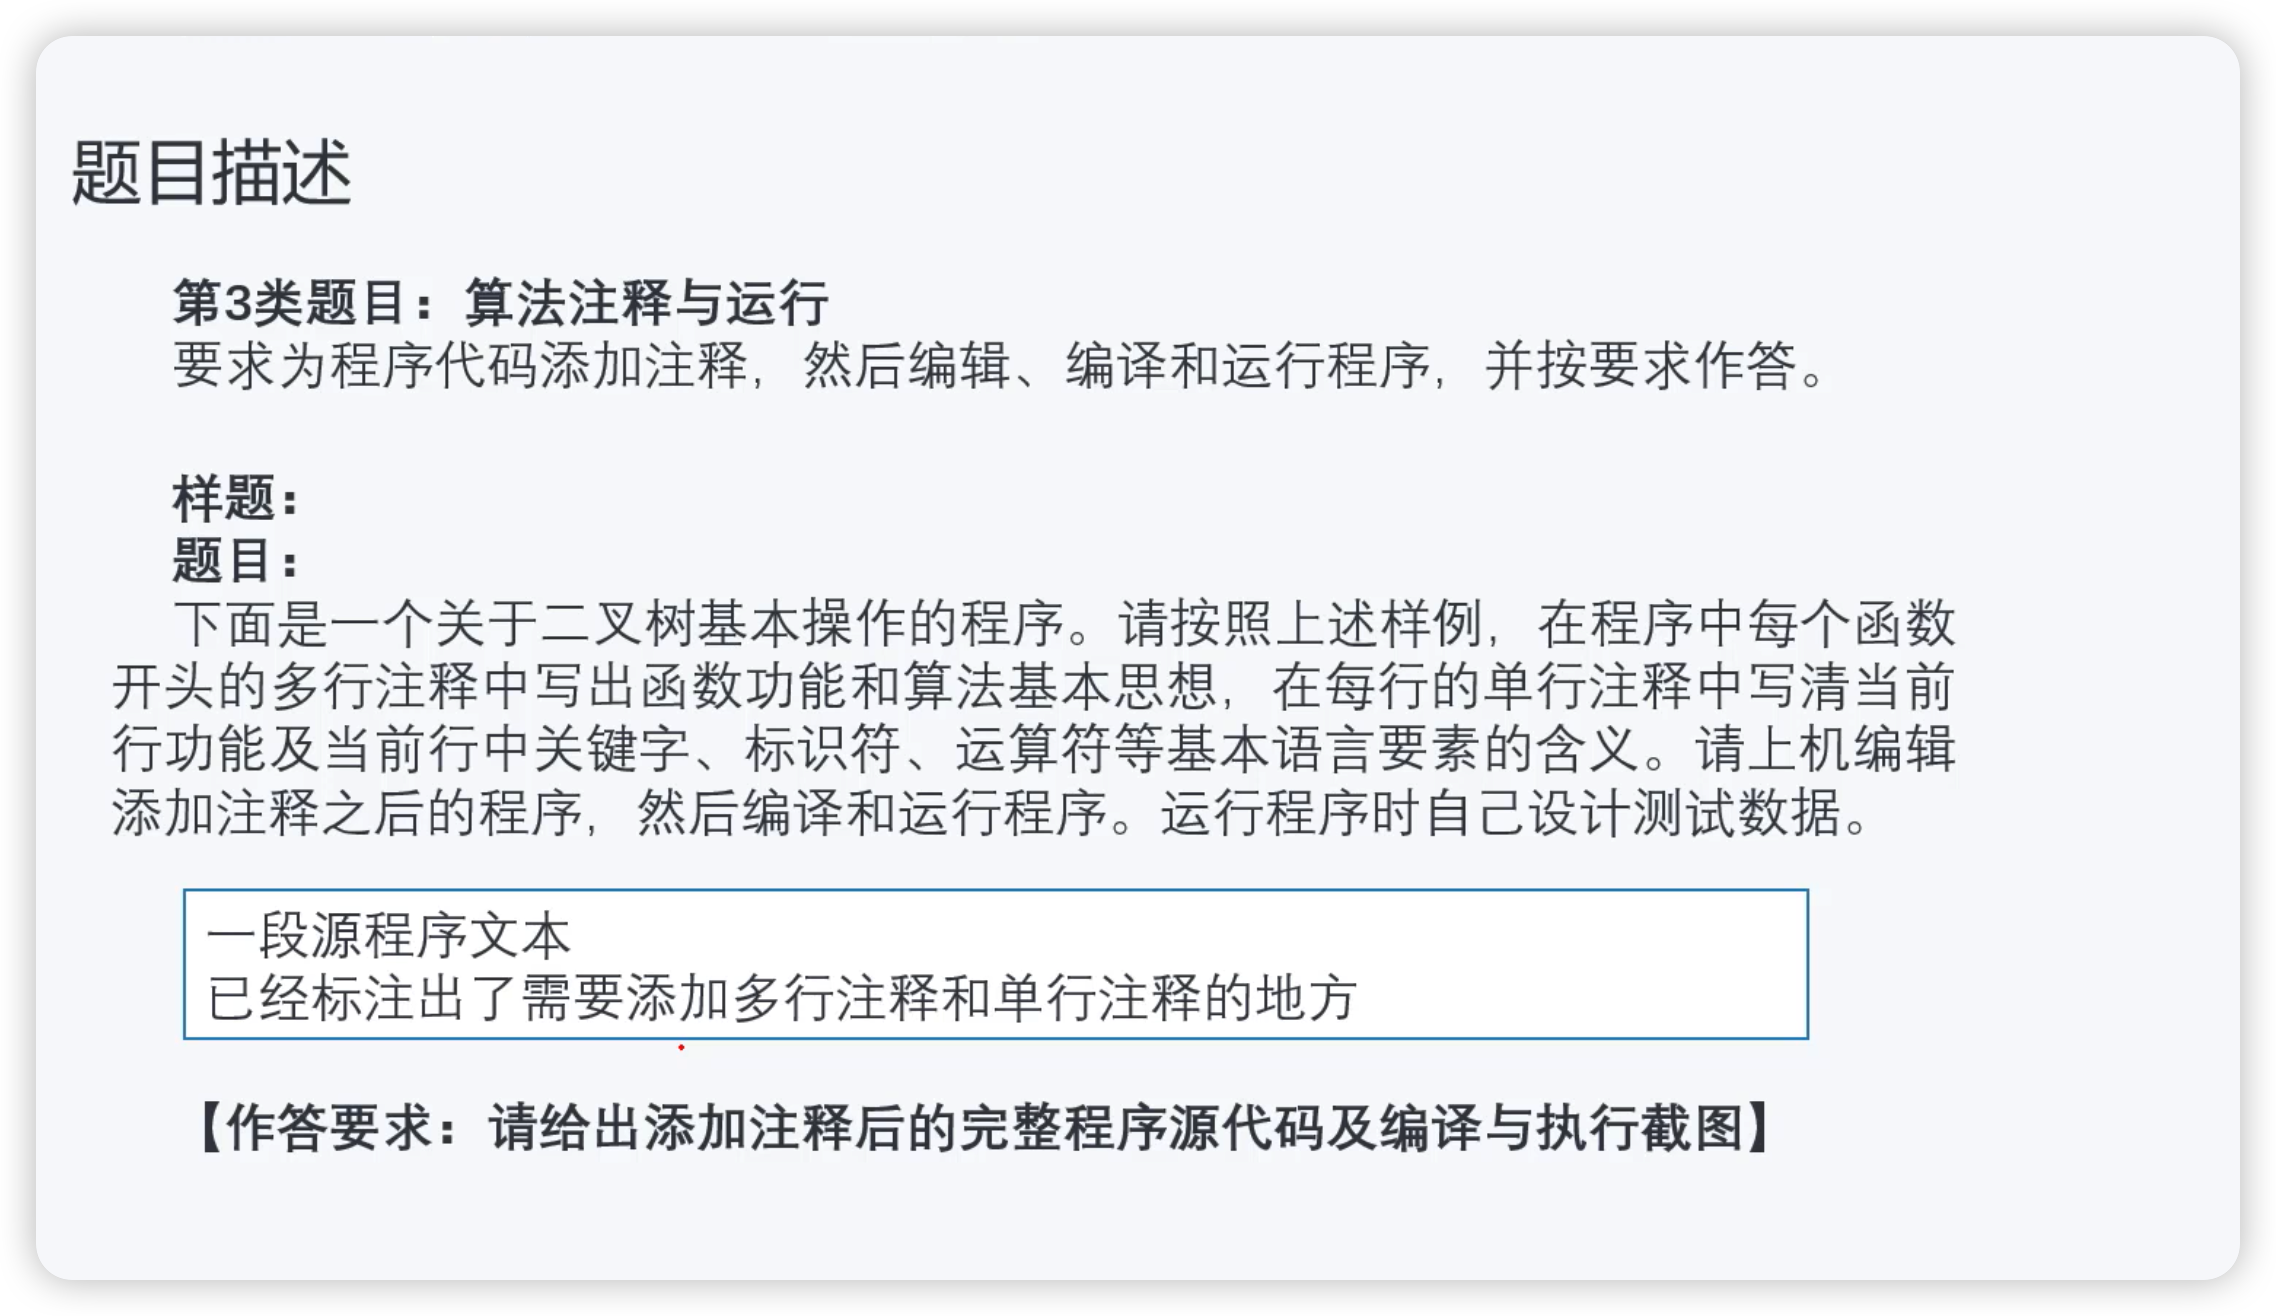 题目描述
第3类题目：算法注释与运行
要求为程序代码添加注释，然后编辑、编译和运行程序，并按要求作答。
样题：
题目：
下面是一个关于二叉树基本操作的程序。请按照上述样例，在程序中每个函数
开头的多行注释中写出函数功能和算法基本思想，在每行的单行注释中写清当前
行功能及当前行中关键字、标识符、运算符等基本语言要素的含义。请上机编辑
添加注释之后的程序，然后编译和运行程序。运行程序时自己设计测试数据。
一段源程序文本
已经标注出了需要添加多行注释和单行注释的地方
【作答要求：请给出添加注释后的完整程序源代码及编译与执行截图】